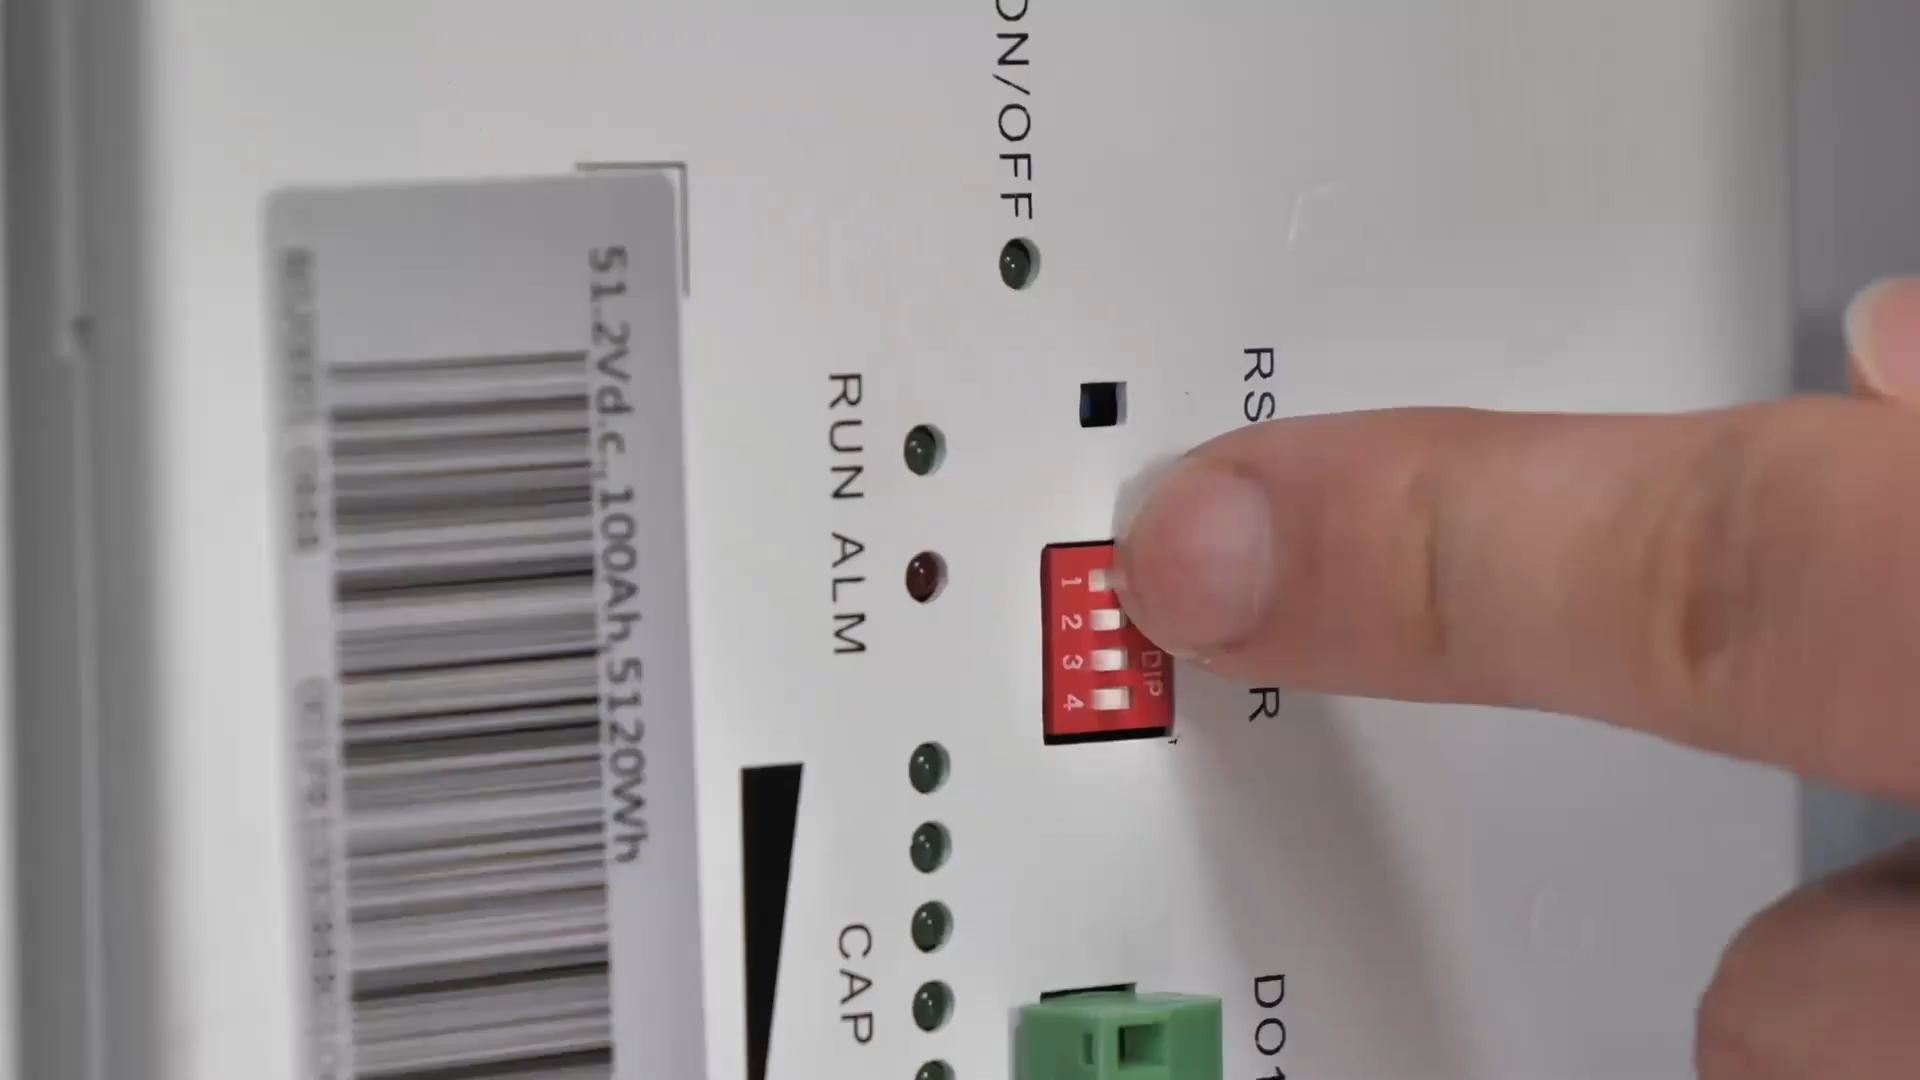 ON/OFF
RS
R
RUN
ALM
1
2
3
4
DIP
CAP
DO1
51.2Vd.c.,100Ah,5120Wh